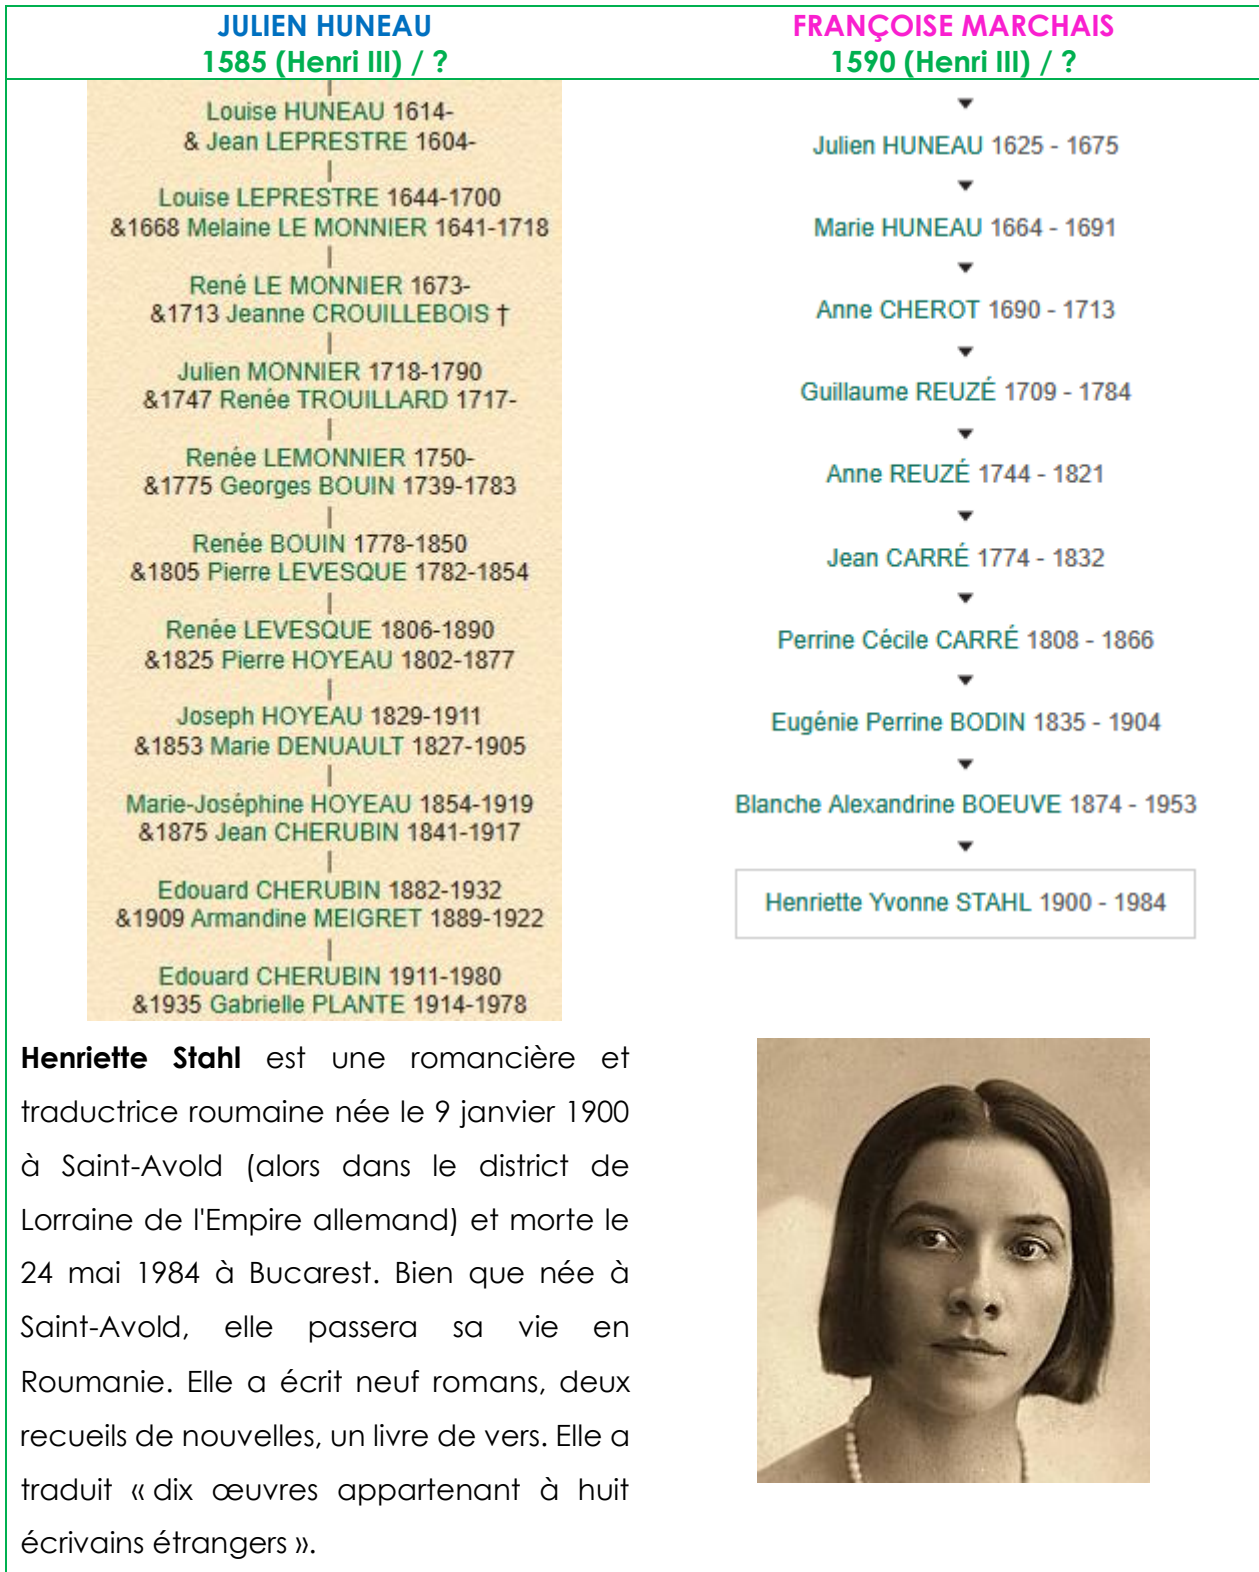 JULIEN HUNEAU
1585 (Henri III) / ?
FRANÇOISE MARCHAIS
1590 (Henri III) / ?
Louise HUNEAU 1614-
& Jean LEPRESTRE 1604-
Louise LEPRESTRE 1644-1700
&1668 Melaine LE MONNIER 1641-1718
René LE MONNIER 1673-
&1713 Jeanne CROUILLEBOIS †
Julien MONNIER 1718-1790
&1747 Renée TROUILLARD 1717-
Renée LEMONNIER 1750-
&1775 Georges BOUIN 1739-1783
Renée BOUIN 1778-1850
&1805 Pierre LEVESQUE 1782-1854
Renée LEVESQUE 1806-1890
&1825 Pierre HOYEAU 1802-1877
Joseph HOYEAU 1829-1911
&1853 Marie DENUAULT 1827-1905
Marie-Joséphine HOYEAU 1854-1919
&1875 Jean CHERUBIN 1841-1917
Edouard CHERUBIN 1882-1932
&1909 Armandine MEIGRET 1889-1922
Edouard CHERUBIN 1911-1980
&1935 Gabrielle PLANTE 1914-1978
Julien HUNEAU 1625 - 1675
Marie HUNEAU 1664 - 1691
Anne CHEROT 1690 - 1713
Guillaume REUZÉ 1709 - 1784
Anne REUZÉ 1744 - 1821
Jean CARRÉ 1774 - 1832
Perrine Cécile CARRÉ 1808 - 1866
Eugénie Perrine BODIN 1835 - 1904
Blanche Alexandrine BOEUVE 1874 - 1953
Henriette Yvonne STAHL 1900 - 1984
Henriette Stahl est une romancière et
traductrice roumaine née le 9 janvier 1900
à Saint-Avold (alors dans le district de
Lorraine de l'Empire allemand) et morte le
24 mai 1984 à Bucarest. Bien que née à
Saint-Avold, elle passera sa vie en
Roumanie. Elle a écrit neuf romans, deux
recueils de nouvelles, un livre de vers. Elle a
traduit « dix œuvres appartenant à huit
écrivains étrangers ».